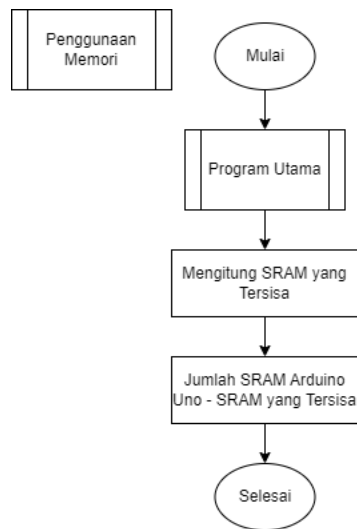 Penggunaan
Memori
Mulai
Program Utama
Mengitung SRAM yang
Tersisa
Jumlah SRAM Arduino
Uno - SRAM yang Tersisa
Selesai